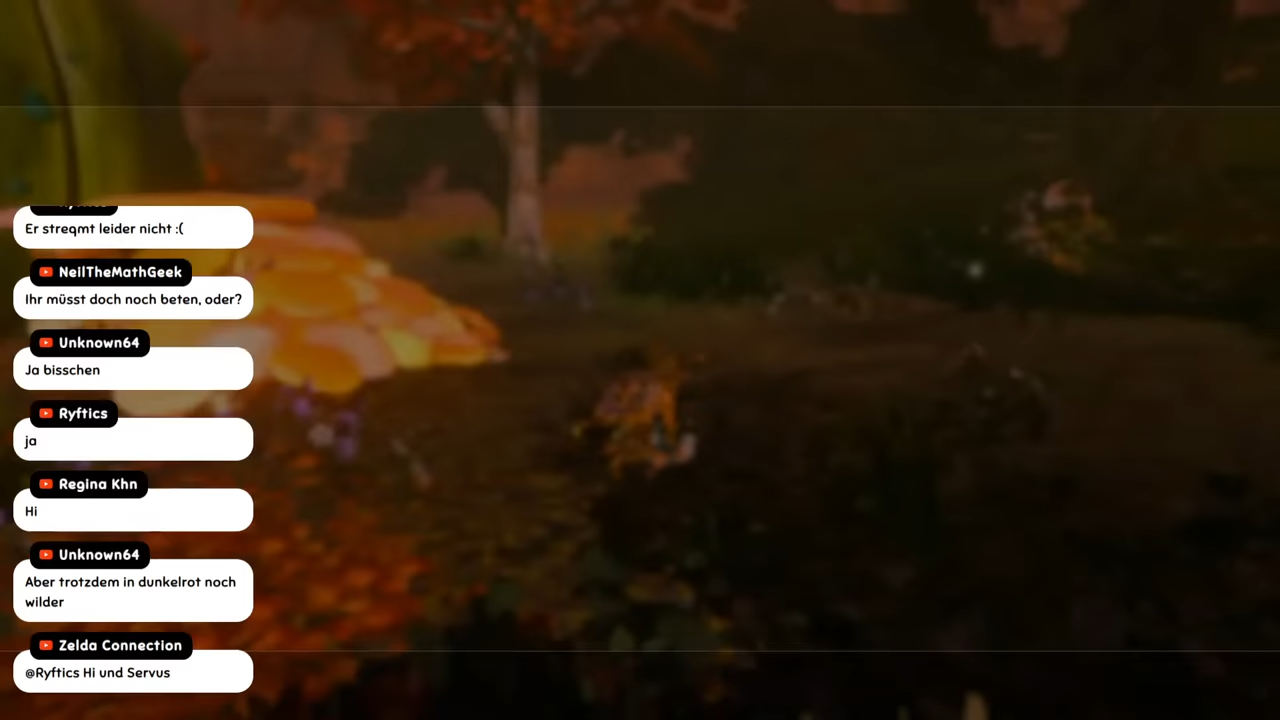 Er streqmt leider nicht :(
NeilTheMathGeek
Ihr müsst doch noch beten, oder?
Unknown64
Ja bisschen
Ryftics
ja
Regina Khn
Hi
Unknown64
Aber trotzdem in dunkelrot noch
wilder
Zelda Connection
@Ryftics Hi und Servus